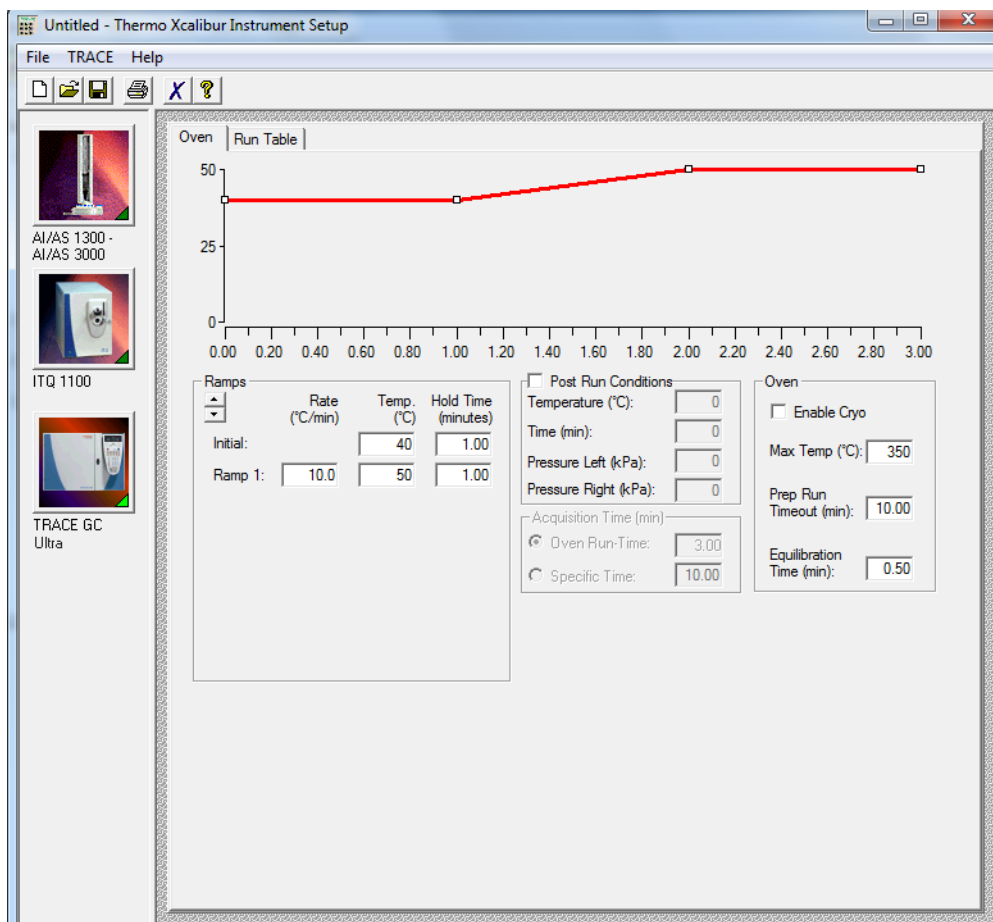 Untitled - Thermo Xcalibur Instrument Setup
File TRACE Help
AI/AS 1300 -
AI/AS 3000
ITQ 1100
TRACE GC
Ultra
Oven Run Table
50
25
0
0.00 0.20 0.40 0.60 0.80 1.00 1.20 1.40 1.60 1.80 2.00 2.20 2.40 2.60 2.80 3.00
Ramps
Rate Temp. Hold Time
(°C/min) (°C) (minutes)
Initial: 40 1.00
Ramp 1: 10.0 50 1.00
Post Run Conditions
Temperature (°C): 0
Time (min): 0
Pressure Left (kPa): 0
Pressure Right (kPa): 0
Acquisition Time (min)
Oven Run-Time: 3.00
Specific Time: 10.00
Oven
Enable Cryo
Max Temp (°C): 350
Prep Run
Timeout (min): 10.00
Equilibration
Time (min): 0.50